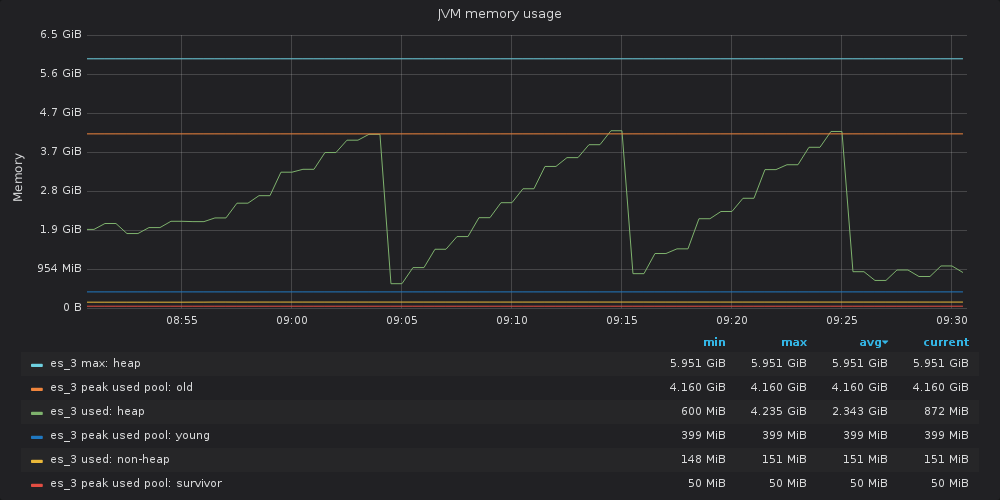 JVM memory usage
6.5 GiB
5.6 GiB
4.7 GiB
3.7 GiB
2.8 GiB
1.9 GiB
954 MiB
0 B
Memory
08:55 09:00 09:05 09:10 09:15 09:20 09:25 09:30
min max avg current
es_3 max: heap 5.951 GiB 5.951 GiB 5.951 GiB 5.951 GiB
es_3 peak used pool: old 4.160 GiB 4.160 GiB 4.160 GiB 4.160 GiB
es_3 used: heap 600 MiB 4.235 GiB 2.343 GiB 872 MiB
es_3 peak used pool: young 399 MiB 399 MiB 399 MiB 399 MiB
es_3 used: non-heap 148 MiB 151 MiB 151 MiB 151 MiB
es_3 peak used pool: survivor 50 MiB 50 MiB 50 MiB 50 MiB